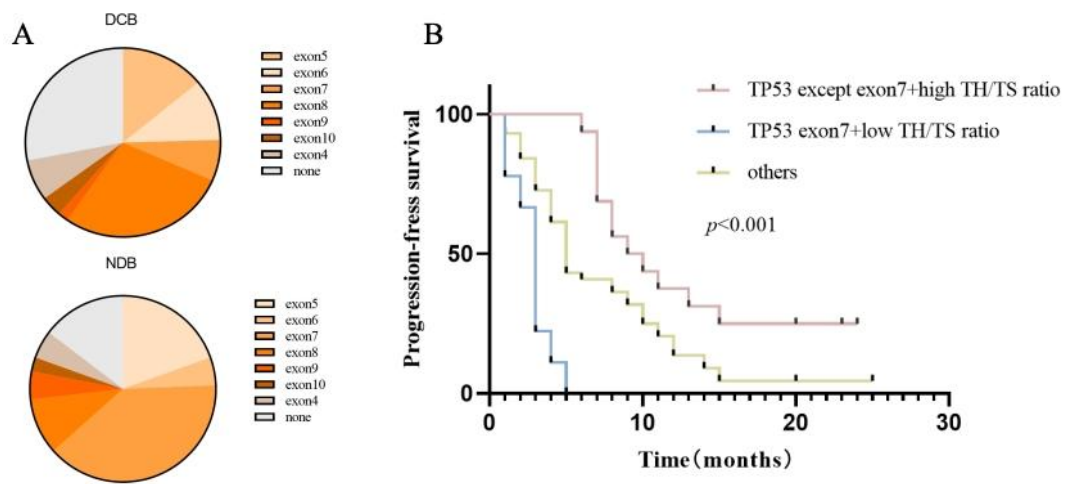 A
DCB
exon5
exon6
exon7
exon8
exon9
exon10
exon4
none
NDB
exon5
exon6
exon7
exon8
exon9
exon10
exon4
none
B
TP53 except exon7+high TH/TS ratio
TP53 exon7+low TH/TS ratio
others
p<0.001
Progression-fress survival
100
50
0
0
10
20
30
Time(months)